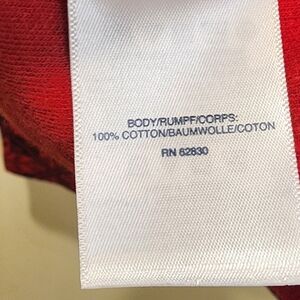 BODY/RUMPF/CORPS:
100% COTTON/BAUMWOLLE/COTON
RN 62830